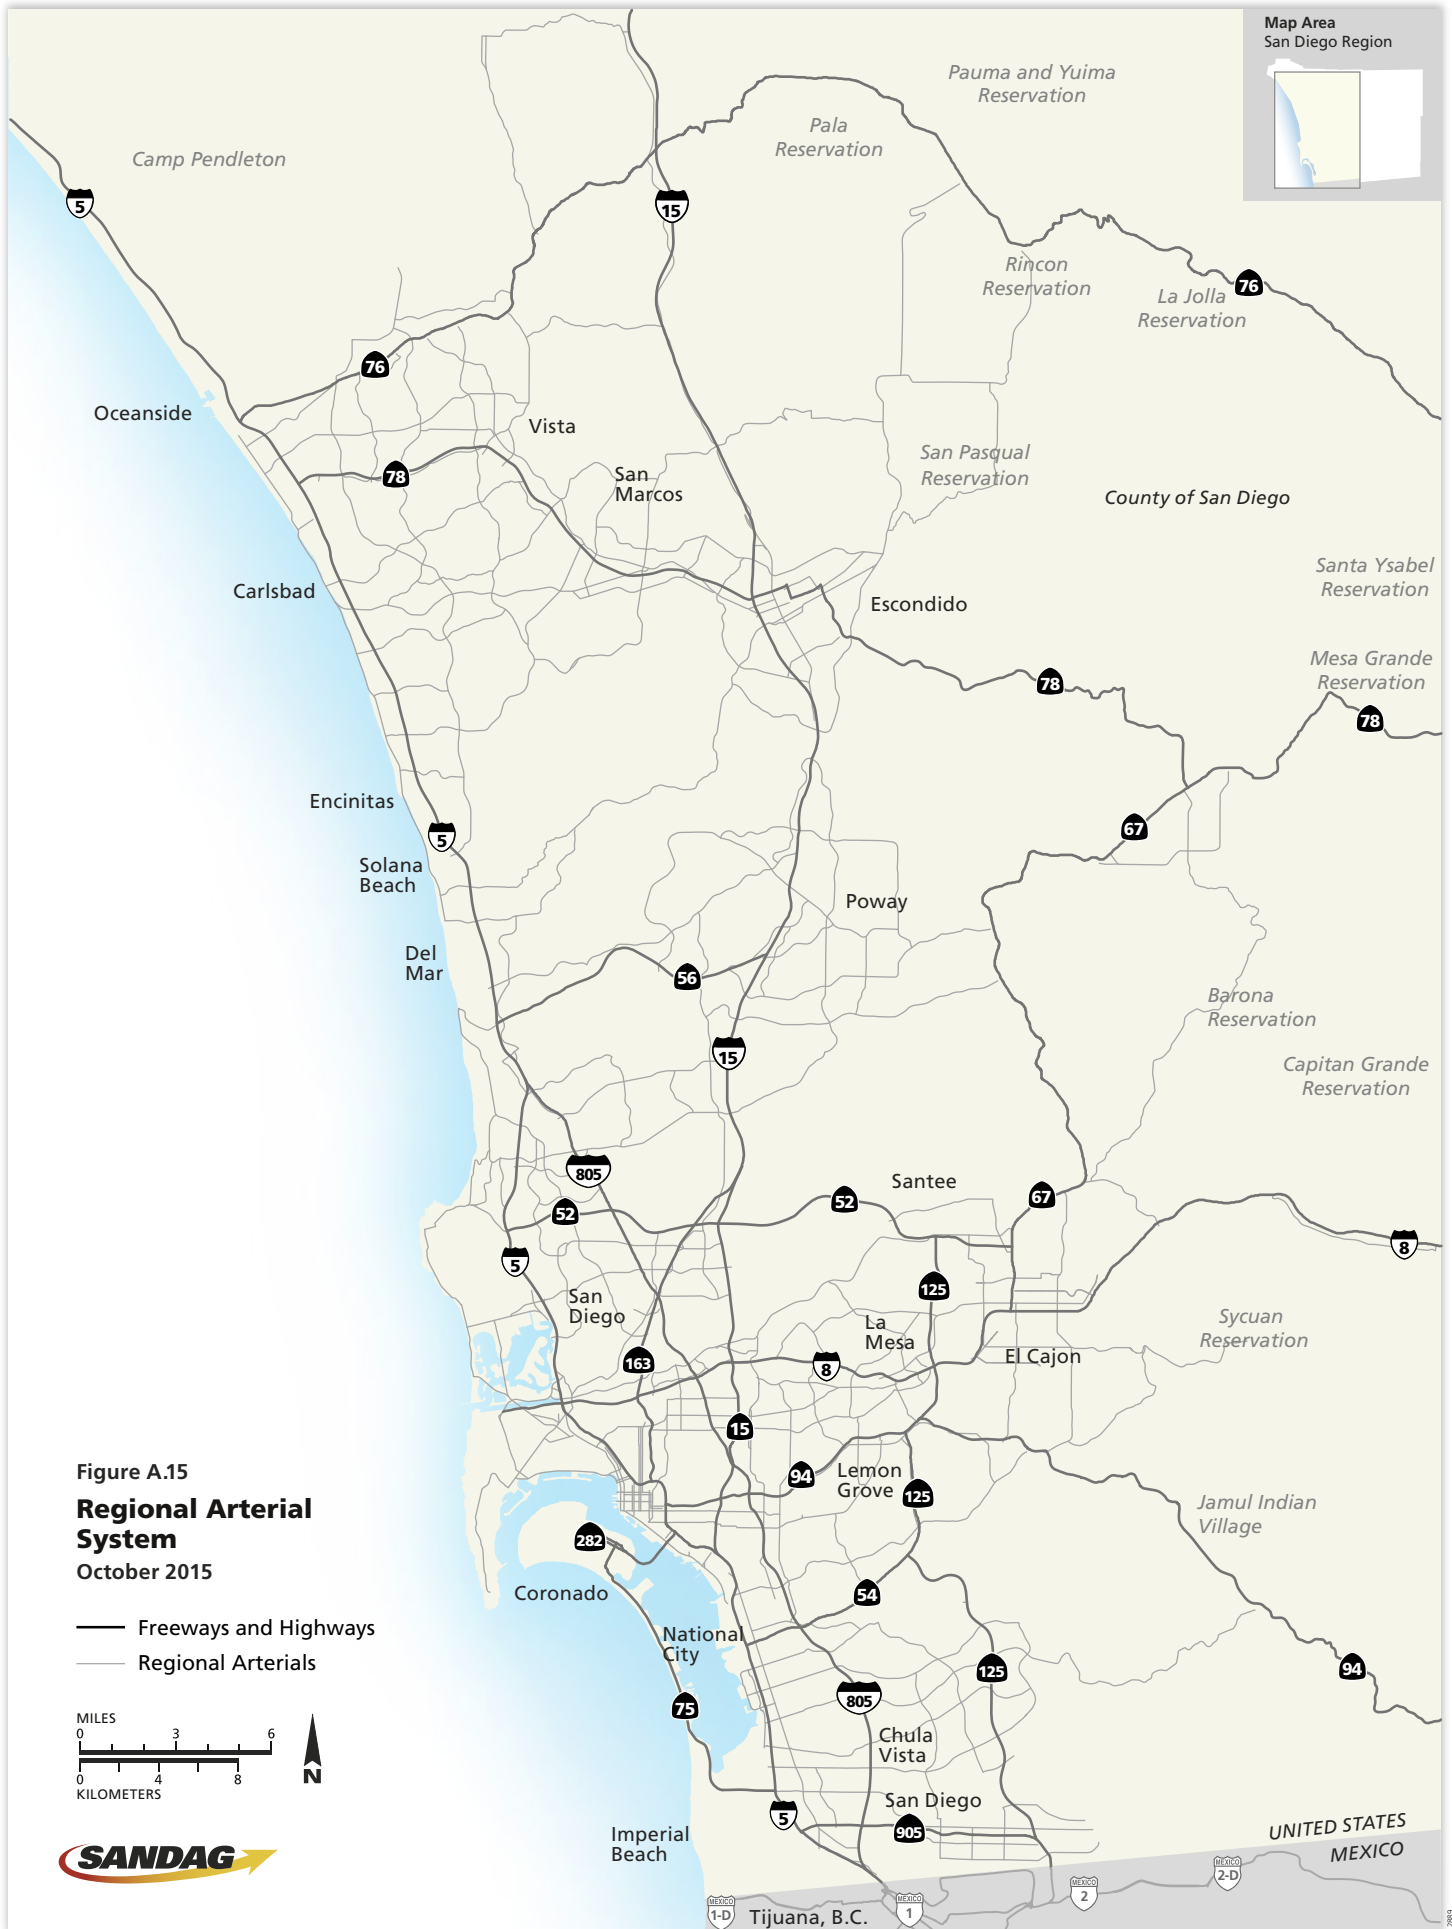 Map Area
San Diego Region
Pauma and Yuima
Reservation
Pala
Reservation
Camp Pendleton
5
15
Rincon
Reservation
La Jolla
Reservation
76
76
Oceanside
Vista
San Pasqual
Reservation
78
San
Marcos
County of San Diego
Santa Ysabel
Reservation
Carlsbad
Escondido
Mesa Grande
Reservation
78
78
Encinitas
5
67
Solana
Beach
Poway
Del
Mar
56
Barona
Reservation
15
Capitan Grande
Reservation
805
Santee
52
67
52
8
5
125
San
Diego
La
Mesa
Sycuan
Reservation
163
8
El Cajon
15
94
Lemon
Grove
125
Jamul Indian
Village
Figure A.15
Regional Arterial
System
October 2015
282
Coronado
54
Freeways and Highways
Regional Arterials
National
City
125
94
805
75
MILES
0 3 6
0 4 8
KILOMETERS
N
Chula
Vista
San Diego
5
905
SANDAG
Imperial
Beach
UNITED STATES
MEXICO
MEXICO
2-D
MEXICO
2
MEXICO
1-D
MEXICO
1
Tijuana, B.C.